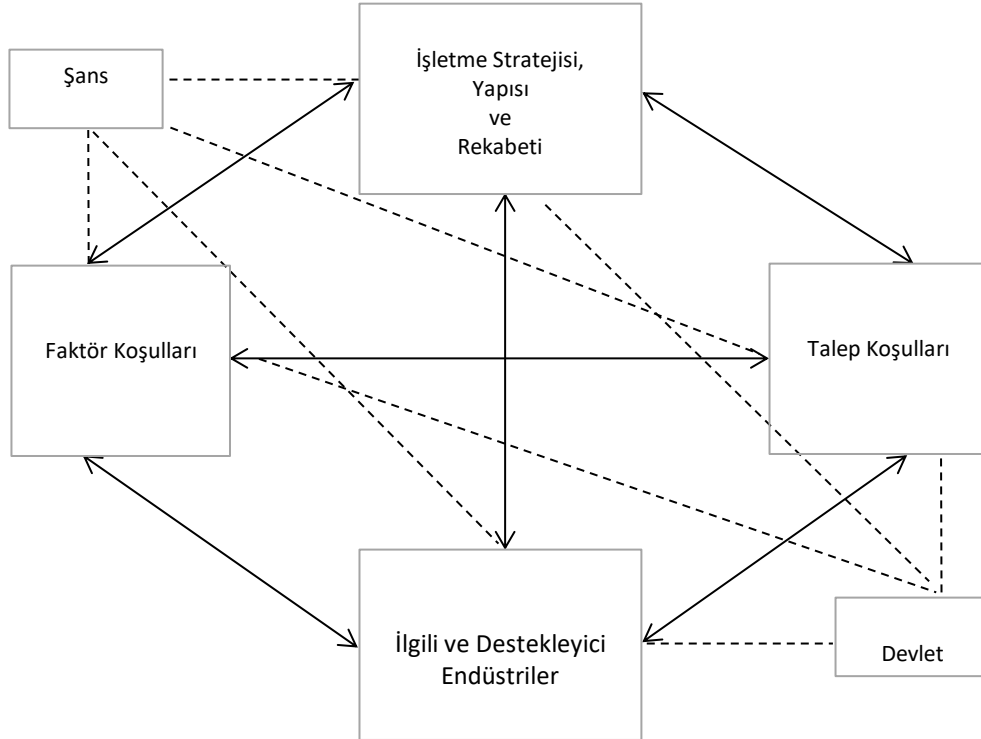 Şans
İşletme Stratejisi,
Yapısı
ve
Rekabeti
Faktör Koşulları
Talep Koşulları
İlgili ve Destekleyici
Endüstriler
Devlet